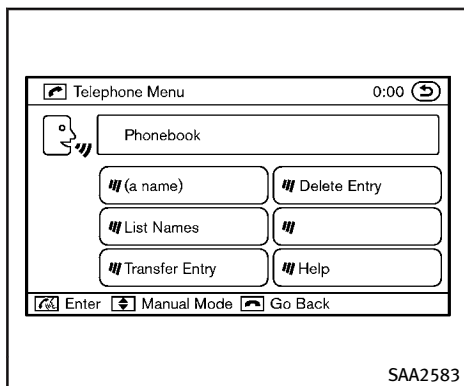 Telephone Menu 0:00
Phonebook
(a name) Delete Entry
List Names
Transfer Entry Help
Enter Manual Mode Go Back
SAA2583